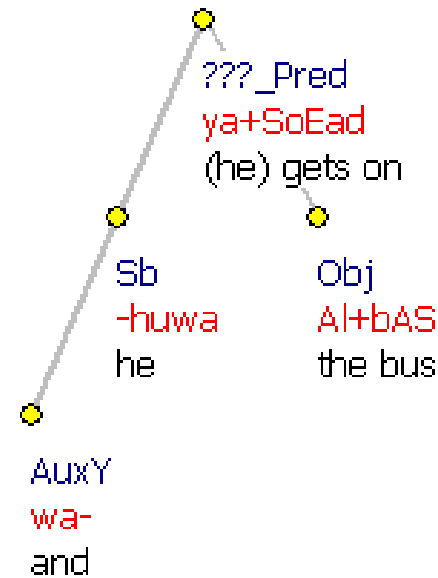 ???_Pred
ya+SoEad
(he) gets on
Sb
-huwa
he
Obj
Al+bAS
the bus
AuxY
wa-
and